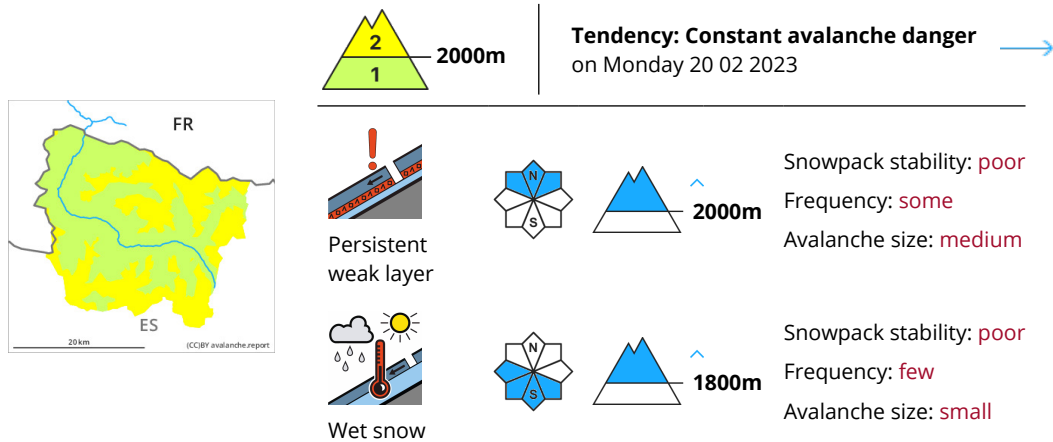 2
1
2000m
Tendency: Constant avalanche danger
on Monday 20 02 2023
FR
ES
20 km
(CC)BY avalanche.report
N
S
2000m
Persistent
weak layer
Snowpack stability: poor
Frequency: some
Avalanche size: medium
N
S
1800m
Wet snow
Snowpack stability: poor
Frequency: few
Avalanche size: small